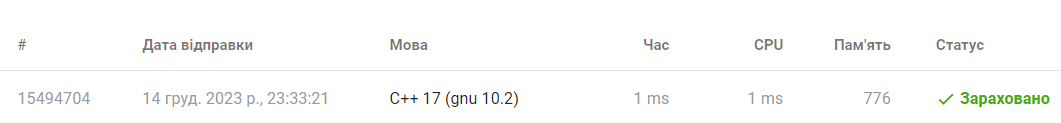 # Дата відправки Мова Час CPU Пам'ять Статус
15494704 14 груд. 2023 р., 23:33:21 C++ 17 (gnu 10.2) 1 ms 1 ms 776 Зараховано